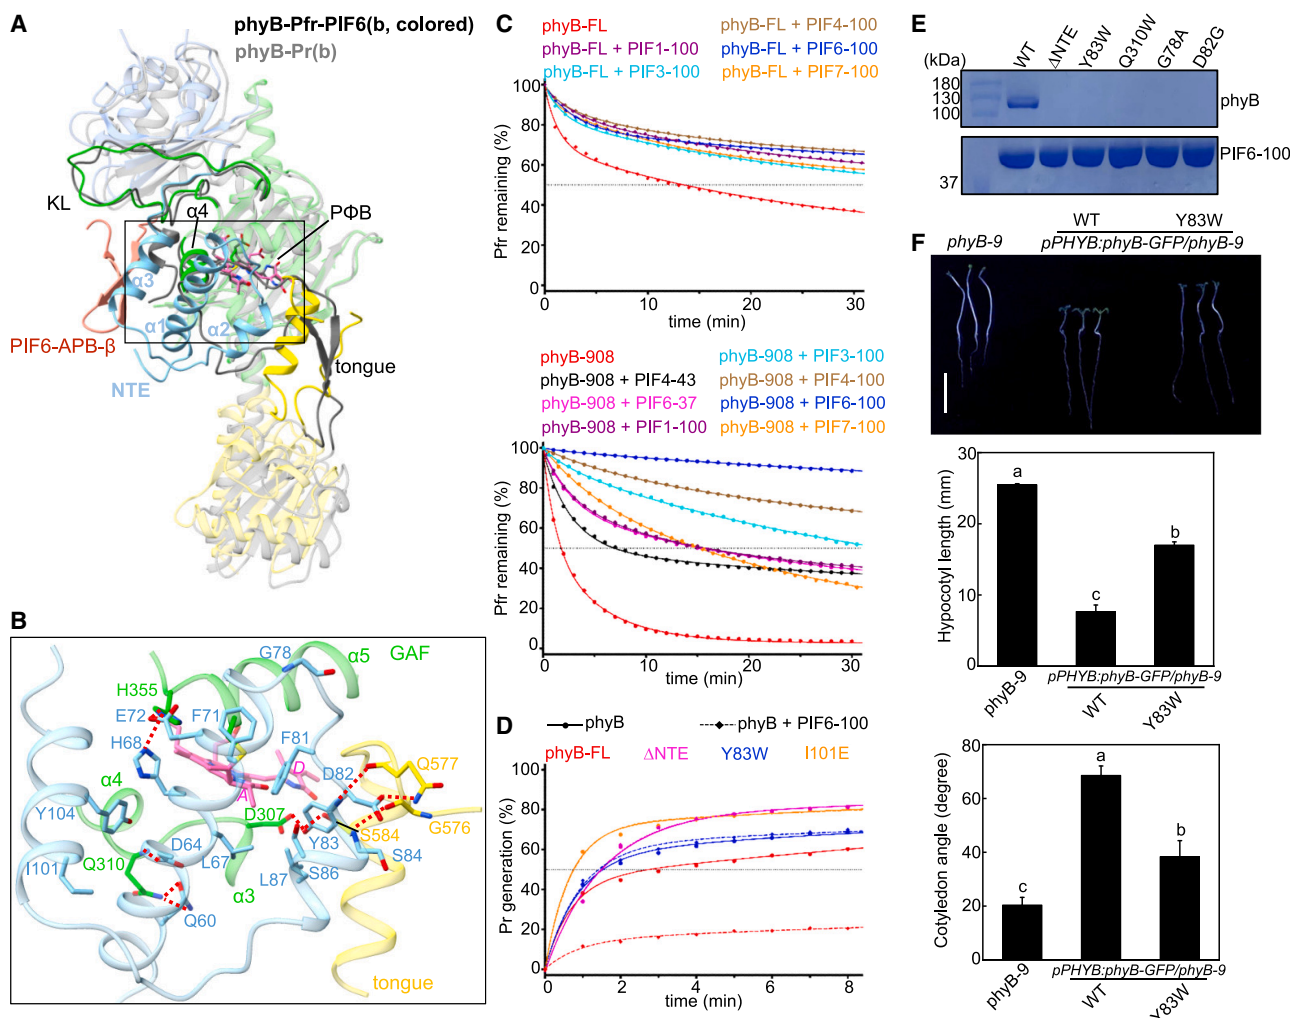 A
phyB-Pfr-PIF6(b, colored)
phyB-Pr(b)
KL
α4
PΦB
α3
α1
α2
PIF6-APB-β
NTE
tongue
B
G78
α5
GAF
H355
E72
F71
H68
F81
D82
Q577
D
A
α4
Y104
D307
G576
D64
Y83
S584
Q310
L67
S84
I101
L87
S86
α3
Q60
tongue
C
phyB-FL
phyB-FL + PIF4-100
phyB-FL + PIF1-100
phyB-FL + PIF6-100
phyB-FL + PIF3-100
phyB-FL + PIF7-100
Pfr remaining (%)
100
80
60
40
20
0
0
10
20
30
time (min)
phyB-908
phyB-908 + PIF3-100
phyB-908 + PIF4-43
phyB-908 + PIF4-100
phyB-908 + PIF6-37
phyB-908 + PIF6-100
phyB-908 + PIF1-100
phyB-908 + PIF7-100
Pfr remaining (%)
100
80
60
40
20
0
0
10
20
30
time (min)
D
phyB
phyB + PIF6-100
phyB-FL
ΔNTE
Y83W
I101E
Pr generation (%)
100
80
60
40
20
0
0
2
4
6
8
time (min)
E
(kDa)
WT
ΔNTE
Y83W
Q310W
G78A
D82G
180
130
100
phyB
37
PIF6-100
F
phyB-9
WT
Y83W
pPHYB:phyB-GFP/phyB-9
Hypocotyl length (mm)
30
20
10
0
a
c
b
phyB-9
pPHYB:phyB-GFP/phyB-9
WT
Y83W
Cotyledon angle (degree)
80
60
40
20
0
c
a
b
phyB-9
pPHYB:phyB-GFP/phyB-9
WT
Y83W